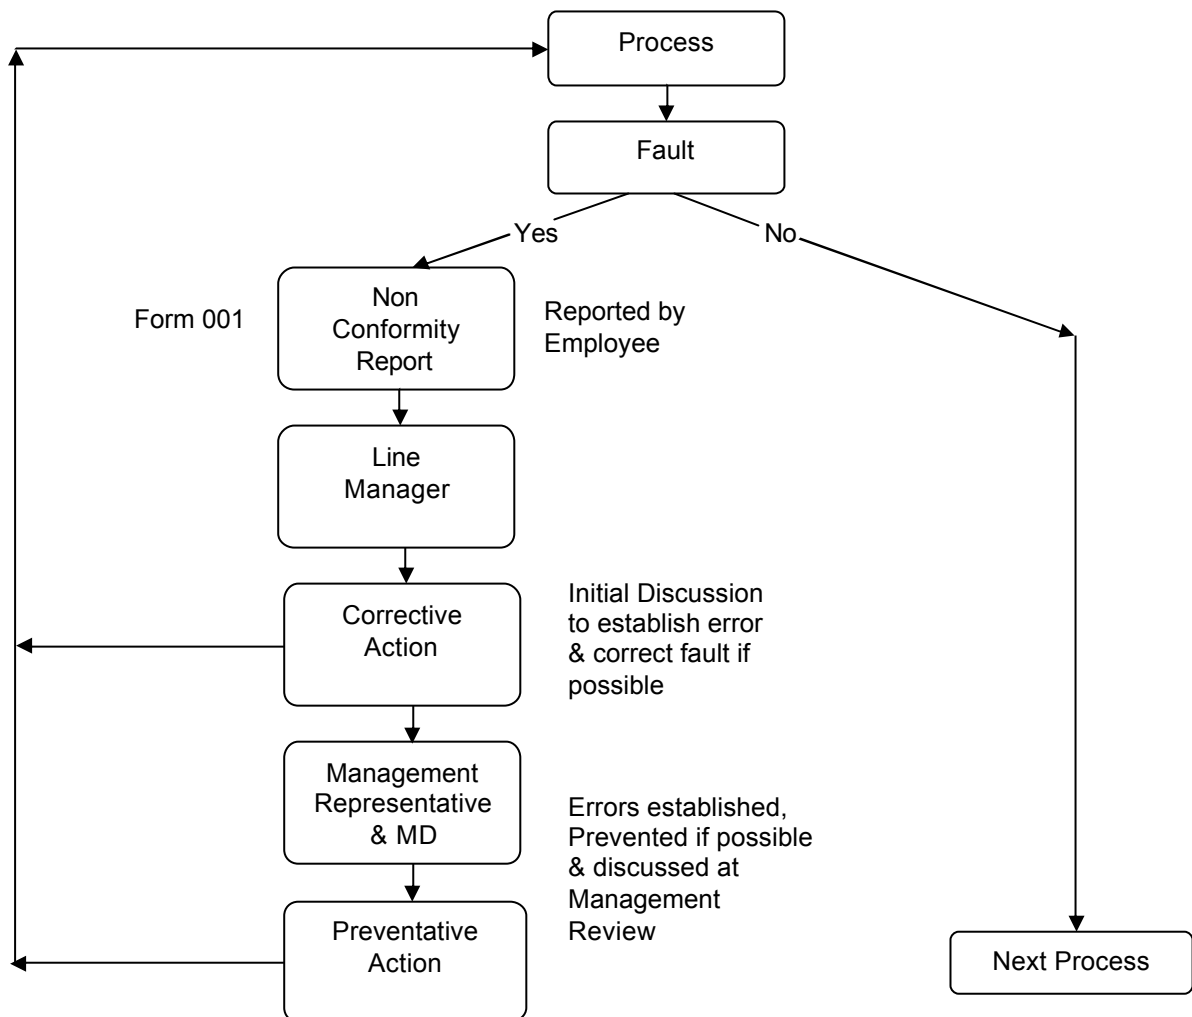 Process
Fault
Yes
No
Form 001
Non
Conformity
Report
Reported by
Employee
Line
Manager
Corrective
Action
Initial Discussion
to establish error
& correct fault if
possible
Management
Representative
& MD
Errors established,
Prevented if possible
& discussed at
Management
Review
Preventative
Action
Next Process